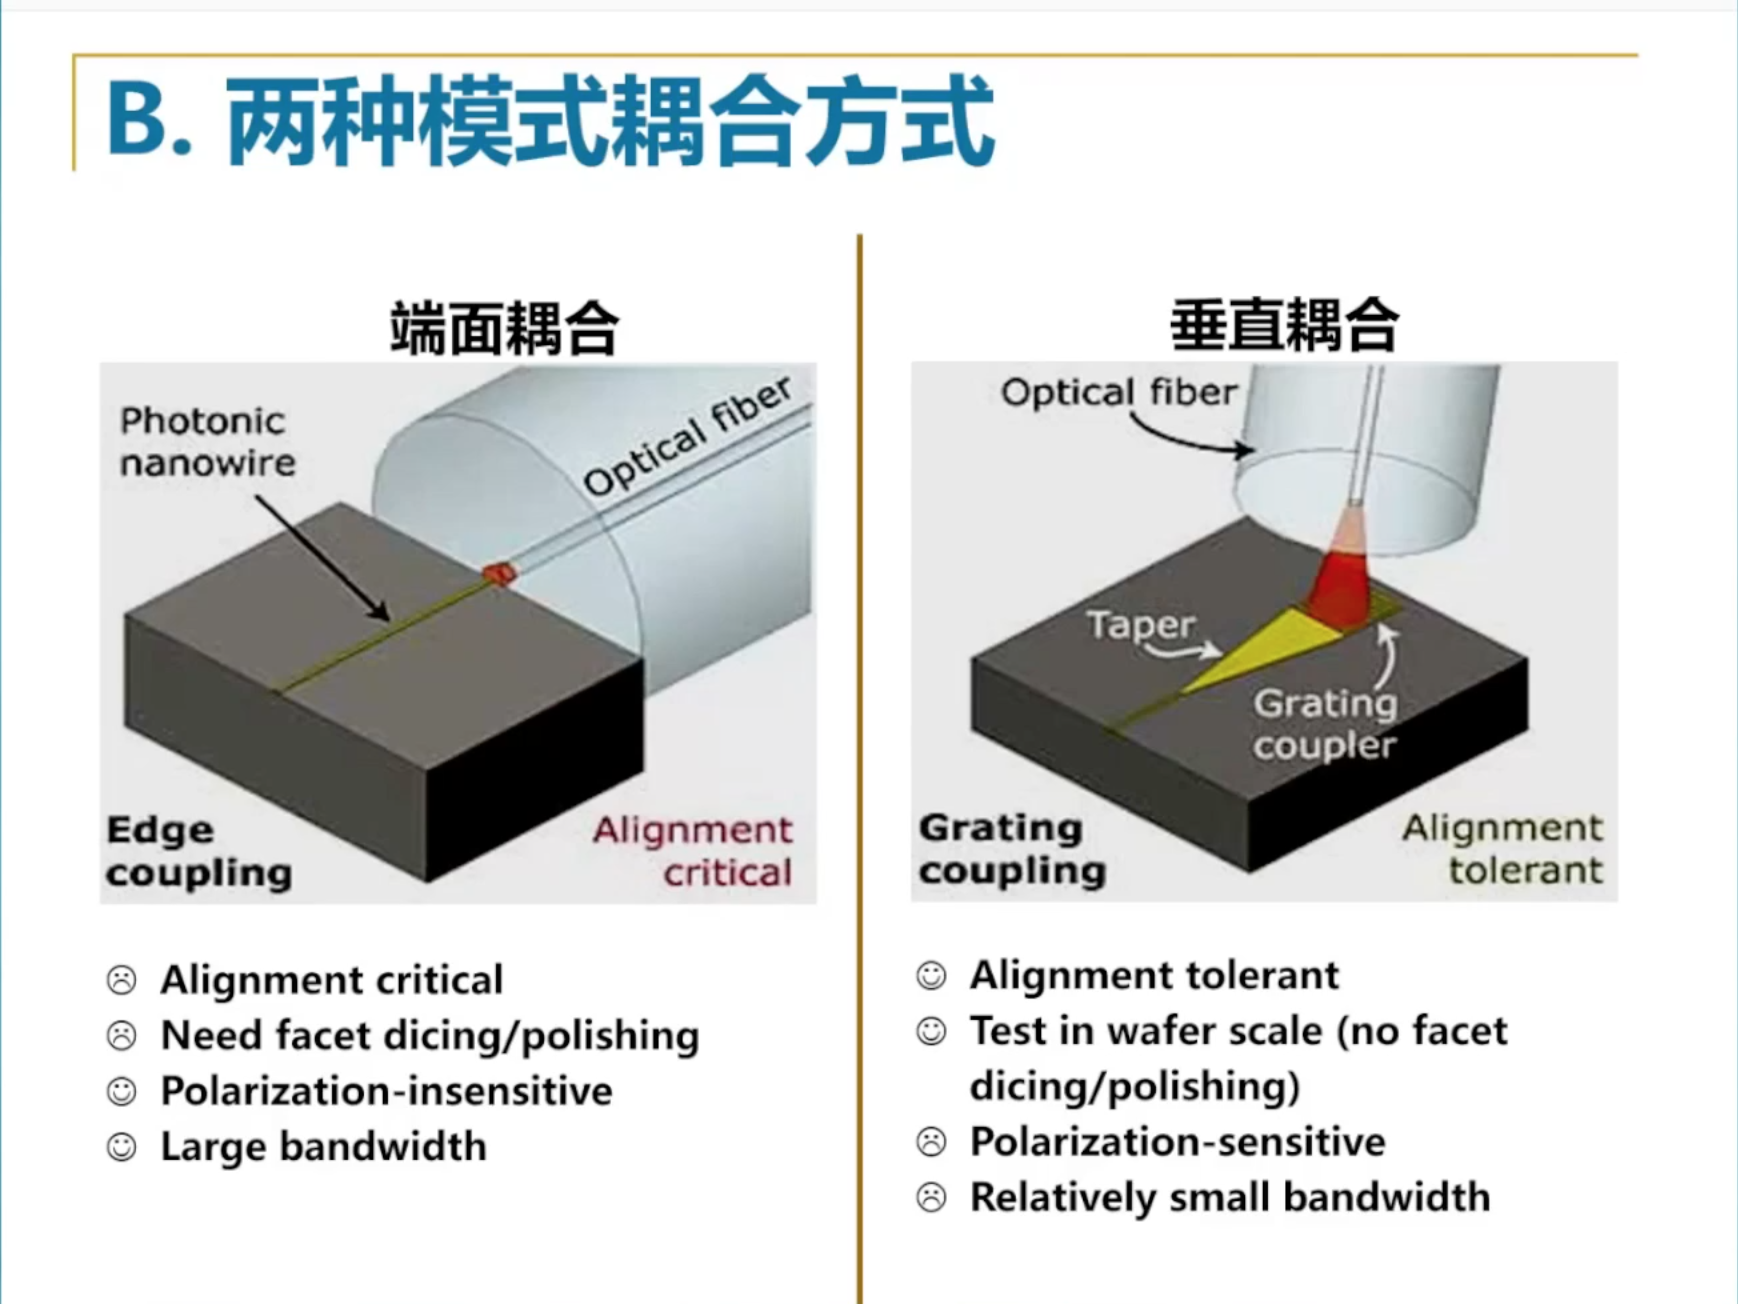 B. 两种模式耦合方式
端面耦合
Photonic
nanowire
Optical fiber
Edge
coupling
Alignment
critical
☹ Alignment critical
☹ Need facet dicing/polishing
☺ Polarization-insensitive
☺ Large bandwidth
垂直耦合
Optical fiber
Taper
Grating
coupler
Grating
coupling
Alignment
tolerant
☺ Alignment tolerant
☺ Test in wafer scale (no facet
dicing/polishing)
☹ Polarization-sensitive
☹ Relatively small bandwidth